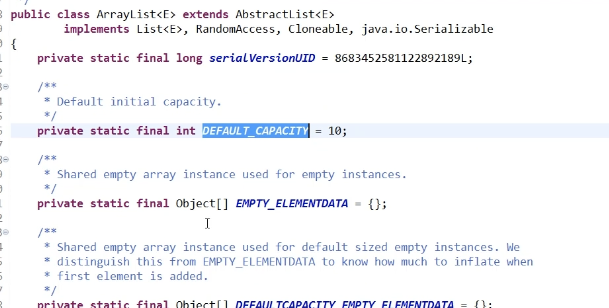 public class ArrayList<E> extends AbstractList<E>
implements List<E>, RandomAccess, Cloneable, java.io.Serializable
{
private static final long serialVersionUID = 8683452581122892189L;
/**
* Default initial capacity.
*/
private static final int DEFAULT_CAPACITY = 10;
/**
* Shared empty array instance used for empty instances.
*/
private static final Object[] EMPTY_ELEMENTDATA = {};
/**
* Shared empty array instance used for default sized empty instances. We
* distinguish this from EMPTY_ELEMENTDATA to know how much to inflate when
* first element is added.
*/
private static final Object[] DEFAULTCAPACITY_EMPTY_ELEMENTDATA = {};